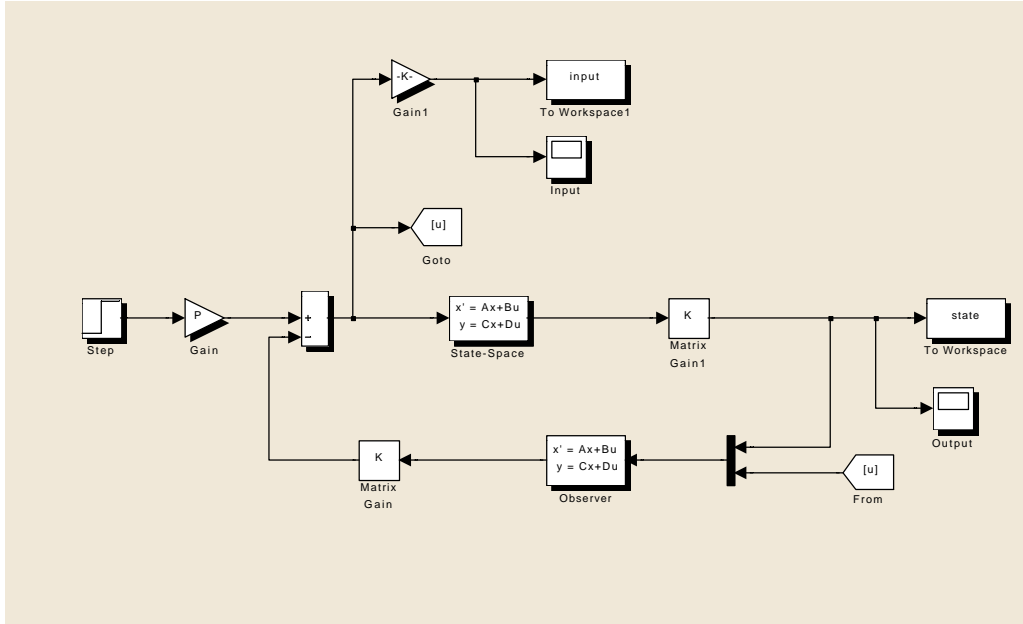 -K-
Gain1
input
To Workspace1
Input
[u]
Goto
Step
P
Gain
+
−
x' = Ax+Bu
y = Cx+Du
State-Space
K
Matrix
Gain1
state
To Workspace
Output
K
Matrix
Gain
x' = Ax+Bu
y = Cx+Du
Observer
[u]
From